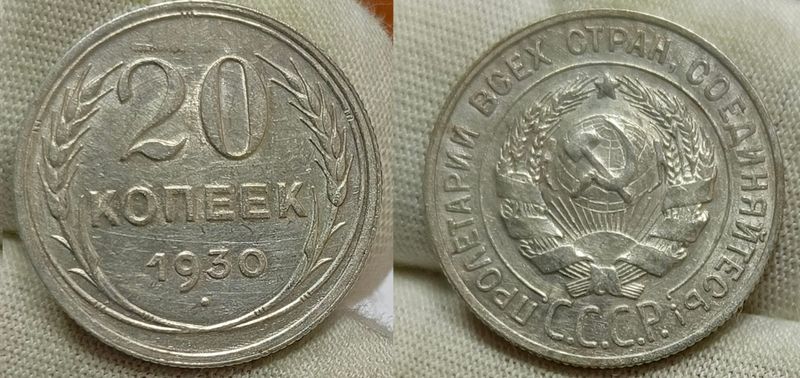 20
КОПЕЕК
1930
ПРОЛЕТАРИИ ВСЕХ СТРАН, СОЕДИНЯЙТЕСЬ!
С.С.С.Р.